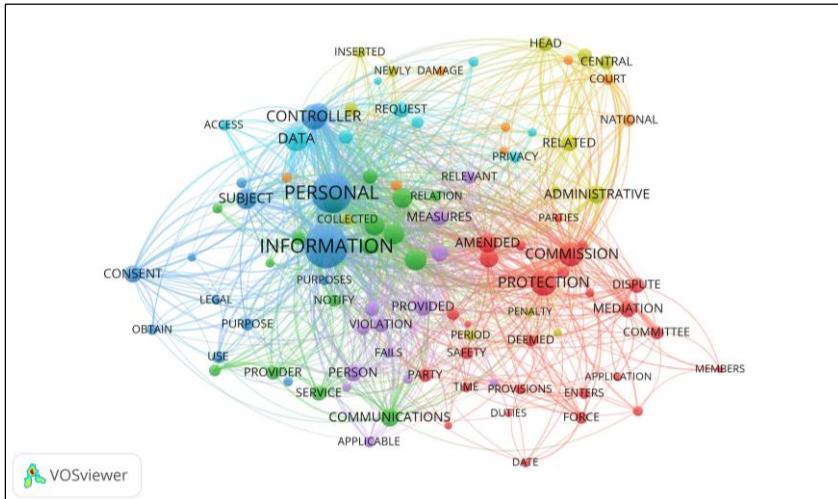 HEAD
INSERTED
CENTRAL
NEWLY DAMAGE
COURT
REQUEST
CONTROLLER
ACCESS
NATIONAL
DATA
RELATED
PRIVACY
RELEVANT
PERSONAL
SUBJECT
RELATION
ADMINISTRATIVE
COLLECTED
MEASURES
PARTIES
INFORMATION
AMENDED
COMMISSION
CONSENT
PURPOSES
PROTECTION
DISPUTE
LEGAL
NOTIFY
PROVIDED
PENALTY
MEDIATION
OBTAIN
PURPOSE
VIOLATION
PERIOD
DEEMED
COMMITTEE
USE
FAILS
SAFETY
PROVIDER
PERSON
PARTY
APPLICATION
MEMBERS
SERVICE
TIME
PROVISIONS
ENTERS
COMMUNICATIONS
DUTIES
FORCE
APPLICABLE
DATE
VOSviewer